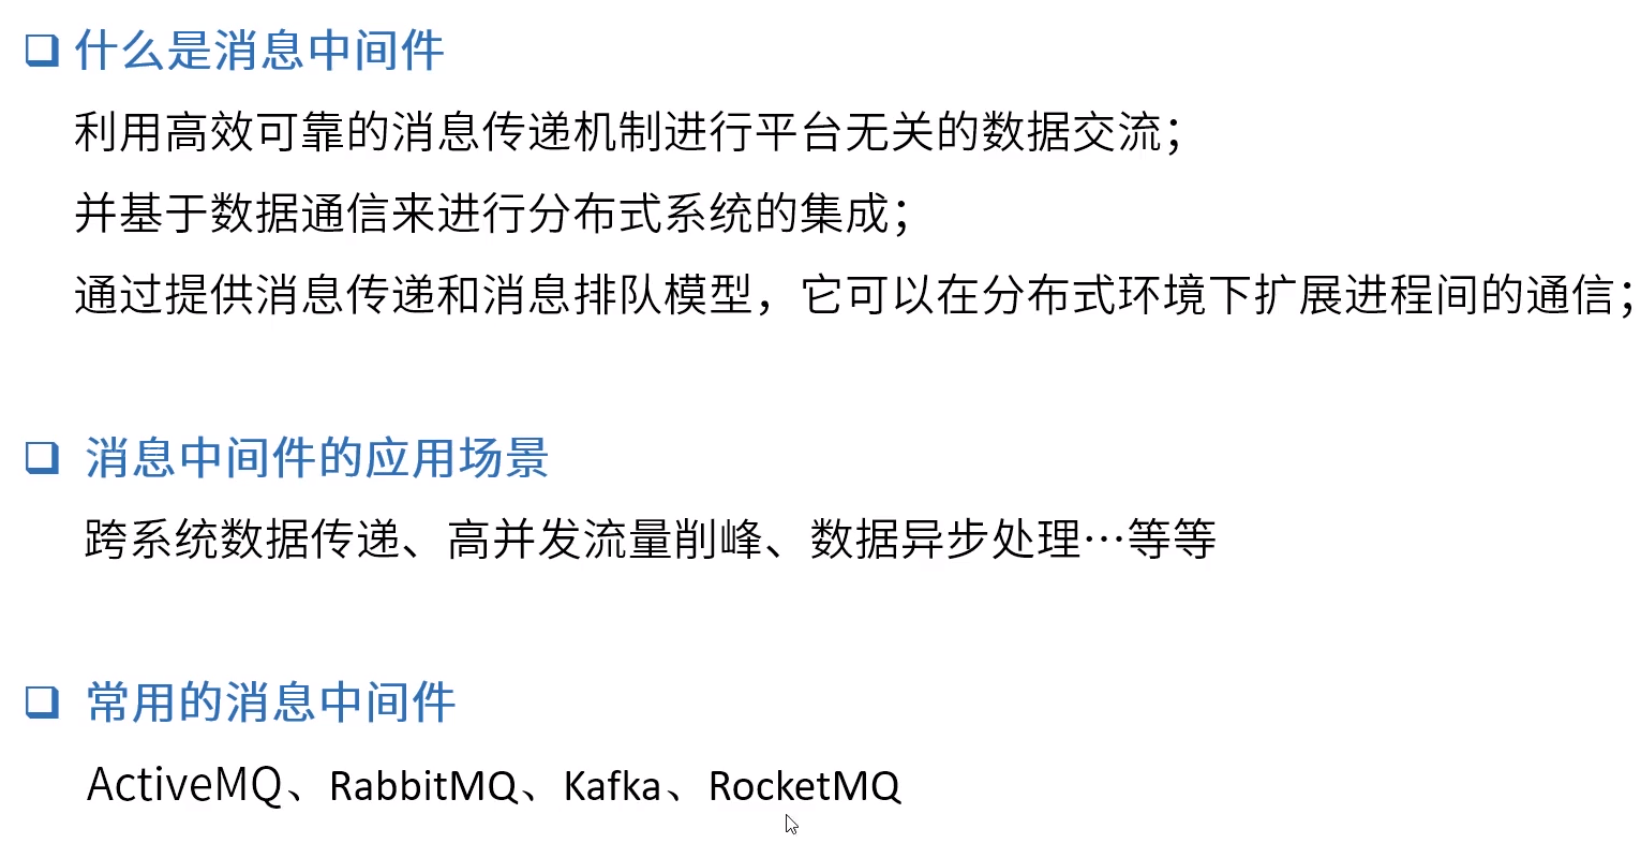 什么是消息中间件
利用高效可靠的消息传递机制进行平台无关的数据交流；
并基于数据通信来进行分布式系统的集成；
通过提供消息传递和消息排队模型，它可以在分布式环境下扩展进程间的通信；
消息中间件的应用场景
跨系统数据传递、高并发流量削峰、数据异步处理…等等
常用的消息中间件
ActiveMQ、RabbitMQ、Kafka、RocketMQ